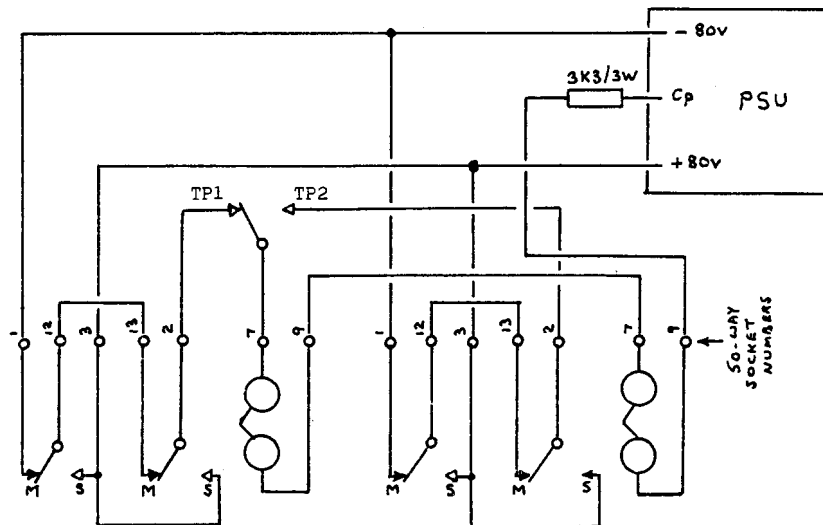 - 80V
3K3/3W
Cp
PSU
+80V
TP1 TP2
1 12 3 13 2 7 9 1 12 3 13 2 7 9
50-WAY
SOCKET
NUMBERS
M S M S M S M S